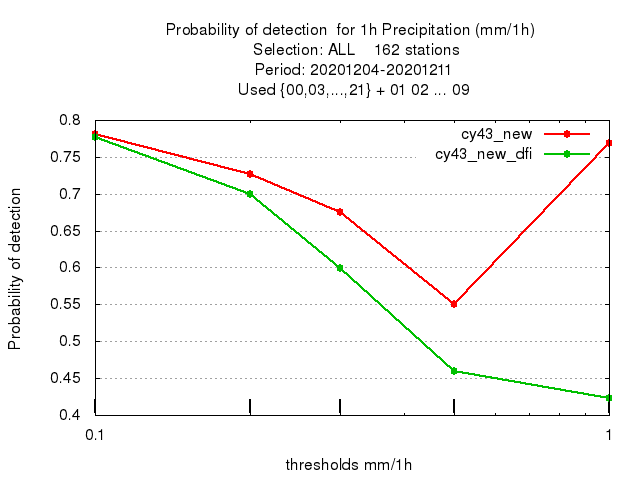 Probability of detection  for 1h Precipitation (mm/1h)
Selection: ALL    162 stations
Period: 20201204-20201211
Used {00,03,...,21} + 01 02 ... 09
cy43_new
cy43_new_dfi
0.8
0.75
0.7
0.65
0.6
0.55
0.5
0.45
0.4
Probability of detection
0.1
1
thresholds mm/1h